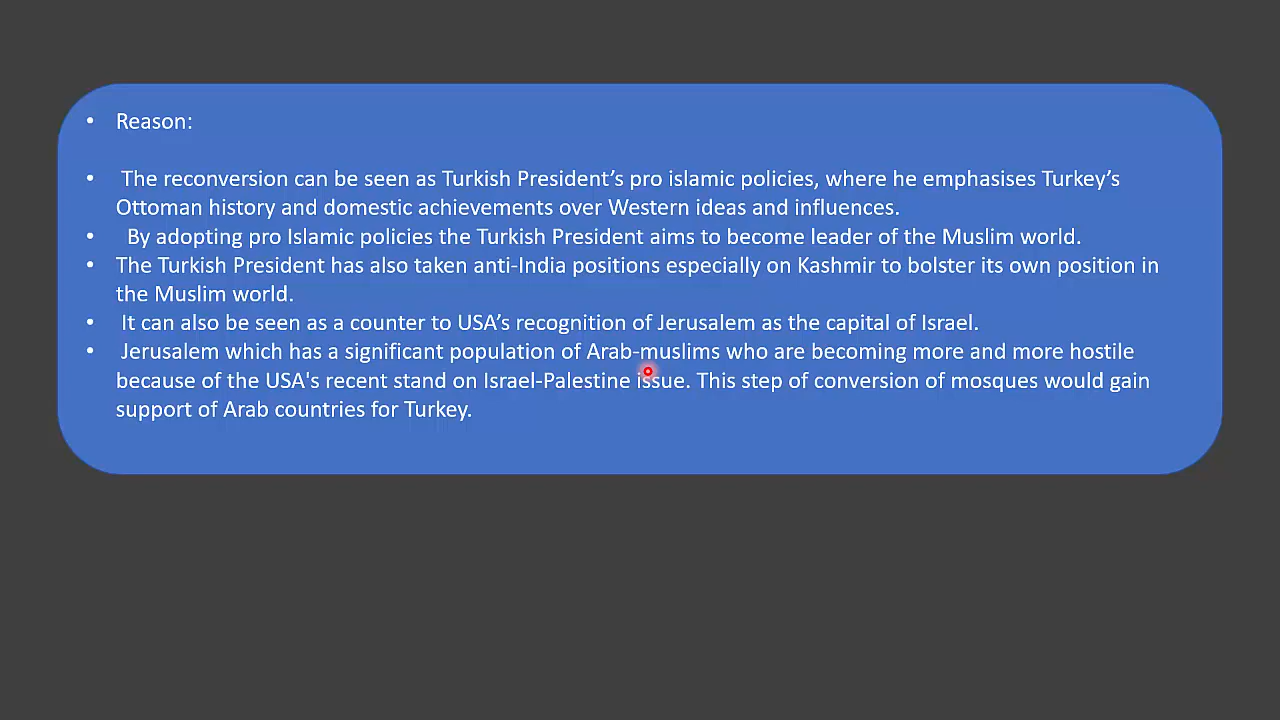 • Reason:
• The reconversion can be seen as Turkish President’s pro islamic policies, where he emphasises Turkey’s
Ottoman history and domestic achievements over Western ideas and influences.
• By adopting pro Islamic policies the Turkish President aims to become leader of the Muslim world.
• The Turkish President has also taken anti-India positions especially on Kashmir to bolster its own position in
the Muslim world.
• It can also be seen as a counter to USA’s recognition of Jerusalem as the capital of Israel.
• Jerusalem which has a significant population of Arab-muslims who are becoming more and more hostile
because of the USA's recent stand on Israel-Palestine issue. This step of conversion of mosques would gain
support of Arab countries for Turkey.